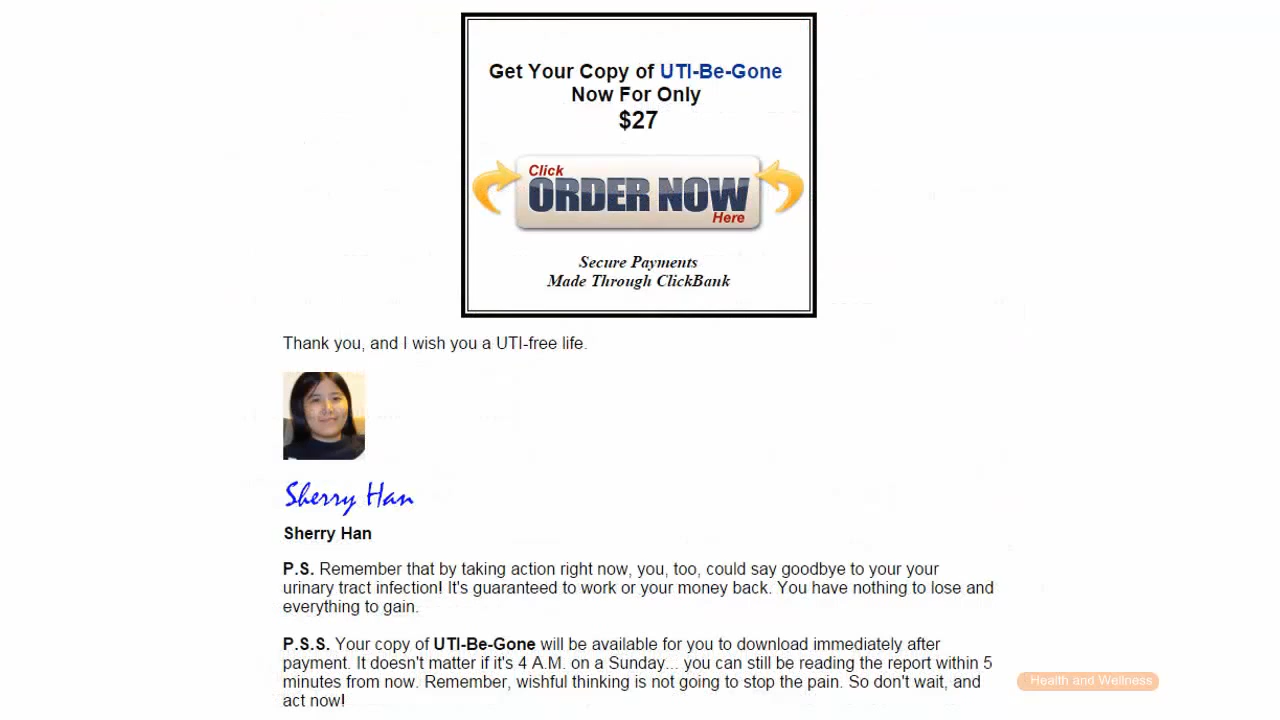 Get Your Copy of UTI-Be-Gone
Now For Only
$27
Click
ORDER NOW
Here
Secure Payments
Made Through ClickBank
Thank you, and I wish you a UTI-free life.
Sherry Han
Sherry Han
P.S. Remember that by taking action right now, you, too, could say goodbye to your your
urinary tract infection! It's guaranteed to work or your money back. You have nothing to lose and
everything to gain.
P.S.S. Your copy of UTI-Be-Gone will be available for you to download immediately after
payment. It doesn't matter if it's 4 A.M. on a Sunday... you can still be reading the report within 5
minutes from now. Remember, wishful thinking is not going to stop the pain. So don't wait, and
act now!
Health and Wellness